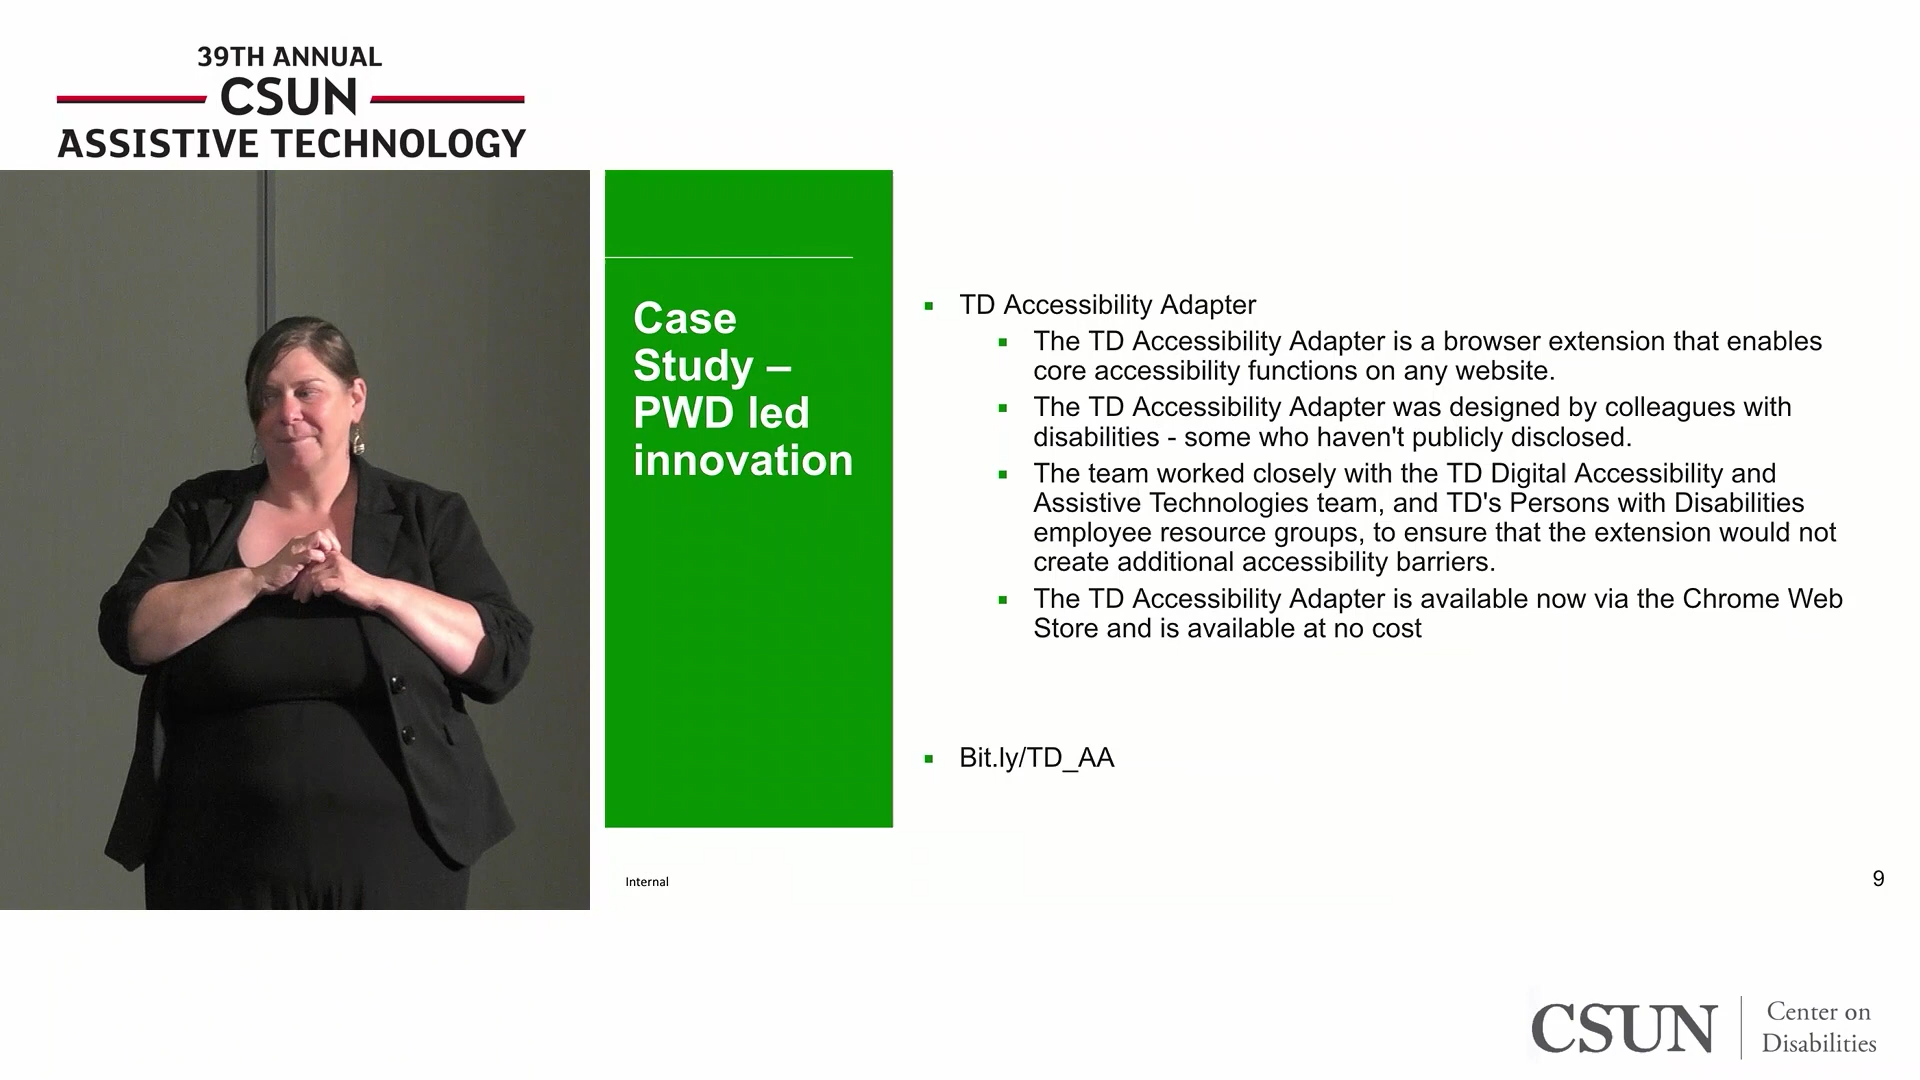 39TH ANNUAL
CSUN
ASSISTIVE TECHNOLOGY
Case
Study –
PWD led
innovation
▪ TD Accessibility Adapter
▪ The TD Accessibility Adapter is a browser extension that enables
core accessibility functions on any website.
▪ The TD Accessibility Adapter was designed by colleagues with
disabilities - some who haven't publicly disclosed.
▪ The team worked closely with the TD Digital Accessibility and
Assistive Technologies team, and TD's Persons with Disabilities
employee resource groups, to ensure that the extension would not
create additional accessibility barriers.
▪ The TD Accessibility Adapter is available now via the Chrome Web
Store and is available at no cost
▪ Bit.ly/TD_AA
Internal
9
CSUN
Center on
Disabilities